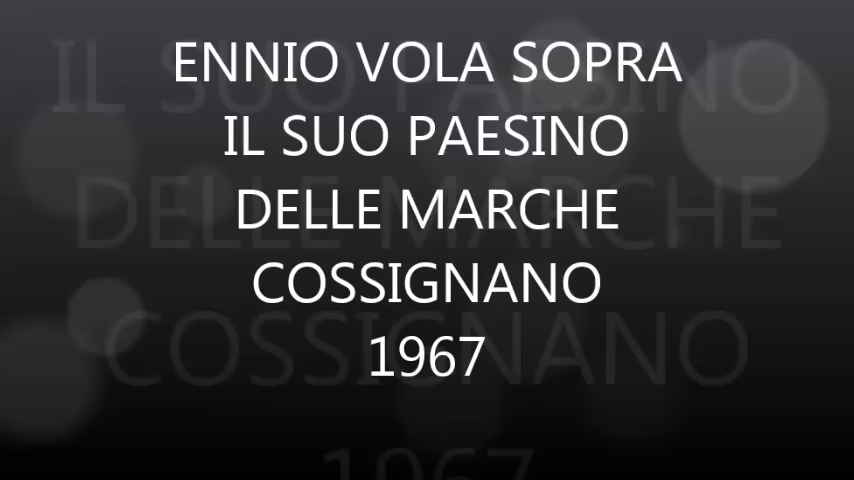 ENNIO VOLA SOPRA
IL SUO PAESINO
DELLE MARCHE
COSSIGNANO
1967